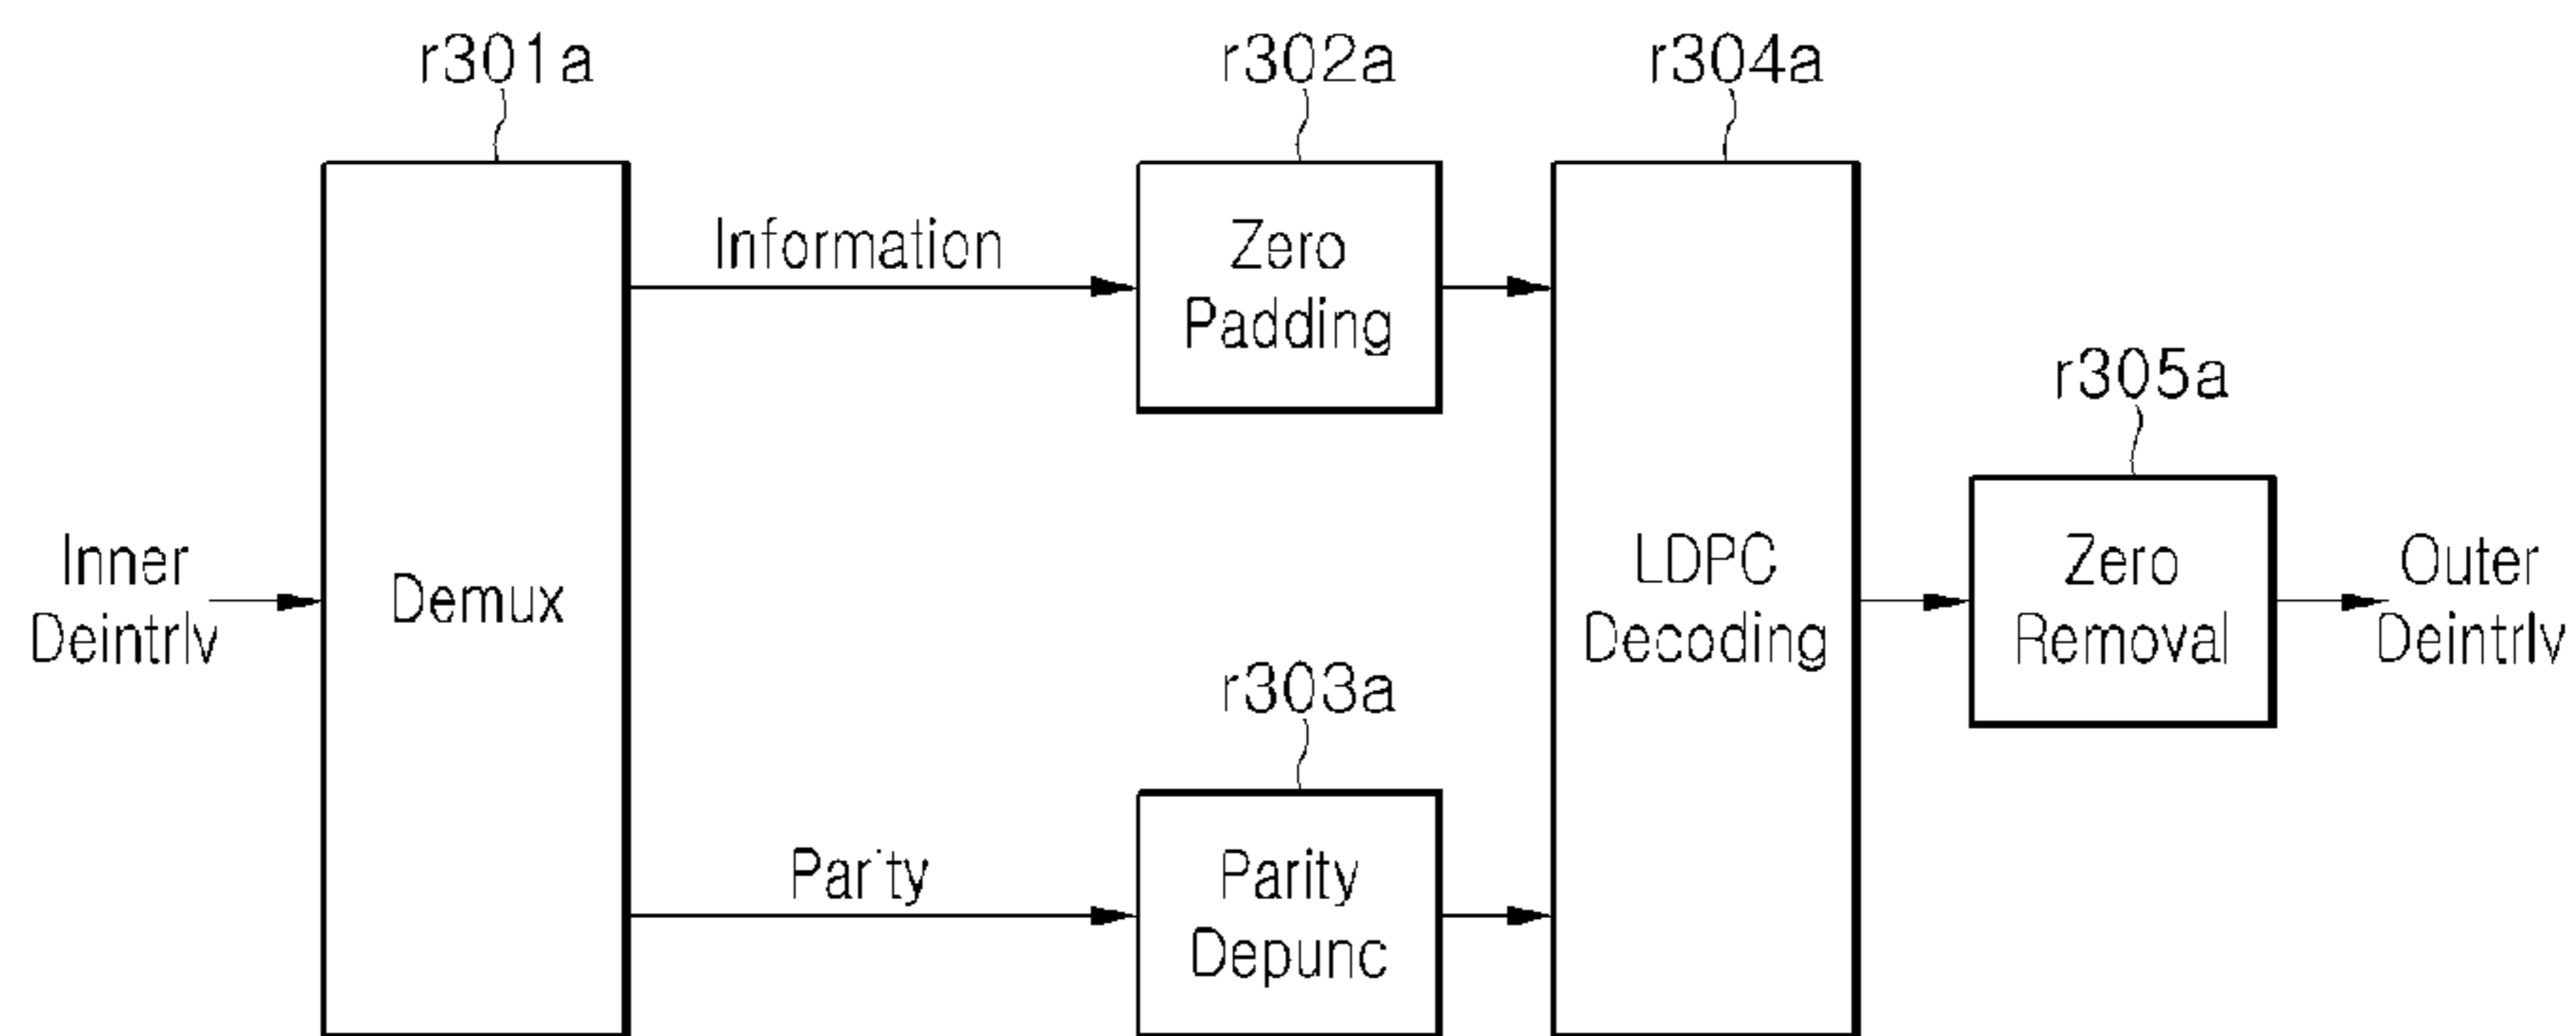 r301a
r302a
r304a
Information
Zero
Padding
r305a
Inner
Deintrlv
Demux
LDPC
Decoding
Zero
Removal
Outer
Deintrlv
r303a
Parity
Parity
Depunc